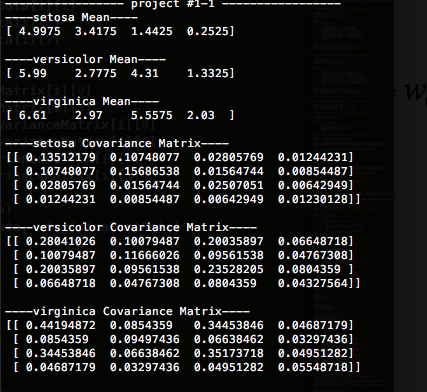 ----------------- project #1-1 -----------------
----setosa Mean----
[ 4.9975  3.4175  1.4425  0.2525]
----versicolor Mean----
[ 5.99    2.7775  4.31    1.3325]
----virginica Mean----
[ 6.61    2.97    5.5575  2.03  ]
----setosa Covariance Matrix----
[[ 0.13512179  0.10748077  0.02805769  0.01244231]
[ 0.10748077  0.15686538  0.01564744  0.00854487]
[ 0.02805769  0.01564744  0.02507051  0.00642949]
[ 0.01244231  0.00854487  0.00642949  0.01230128]]
----versicolor Covariance Matrix----
[[ 0.28041026  0.10079487  0.20035897  0.06648718]
[ 0.10079487  0.11666026  0.09561538  0.04767308]
[ 0.20035897  0.09561538  0.23528205  0.0804359 ]
[ 0.06648718  0.04767308  0.0804359   0.04327564]]
----virginica Covariance Matrix----
[[ 0.44194872  0.0854359   0.34453846  0.04687179]
[ 0.0854359   0.09497436  0.06638462  0.03297436]
[ 0.34453846  0.06638462  0.35173718  0.04951282]
[ 0.04687179  0.03297436  0.04951282  0.05548718]]